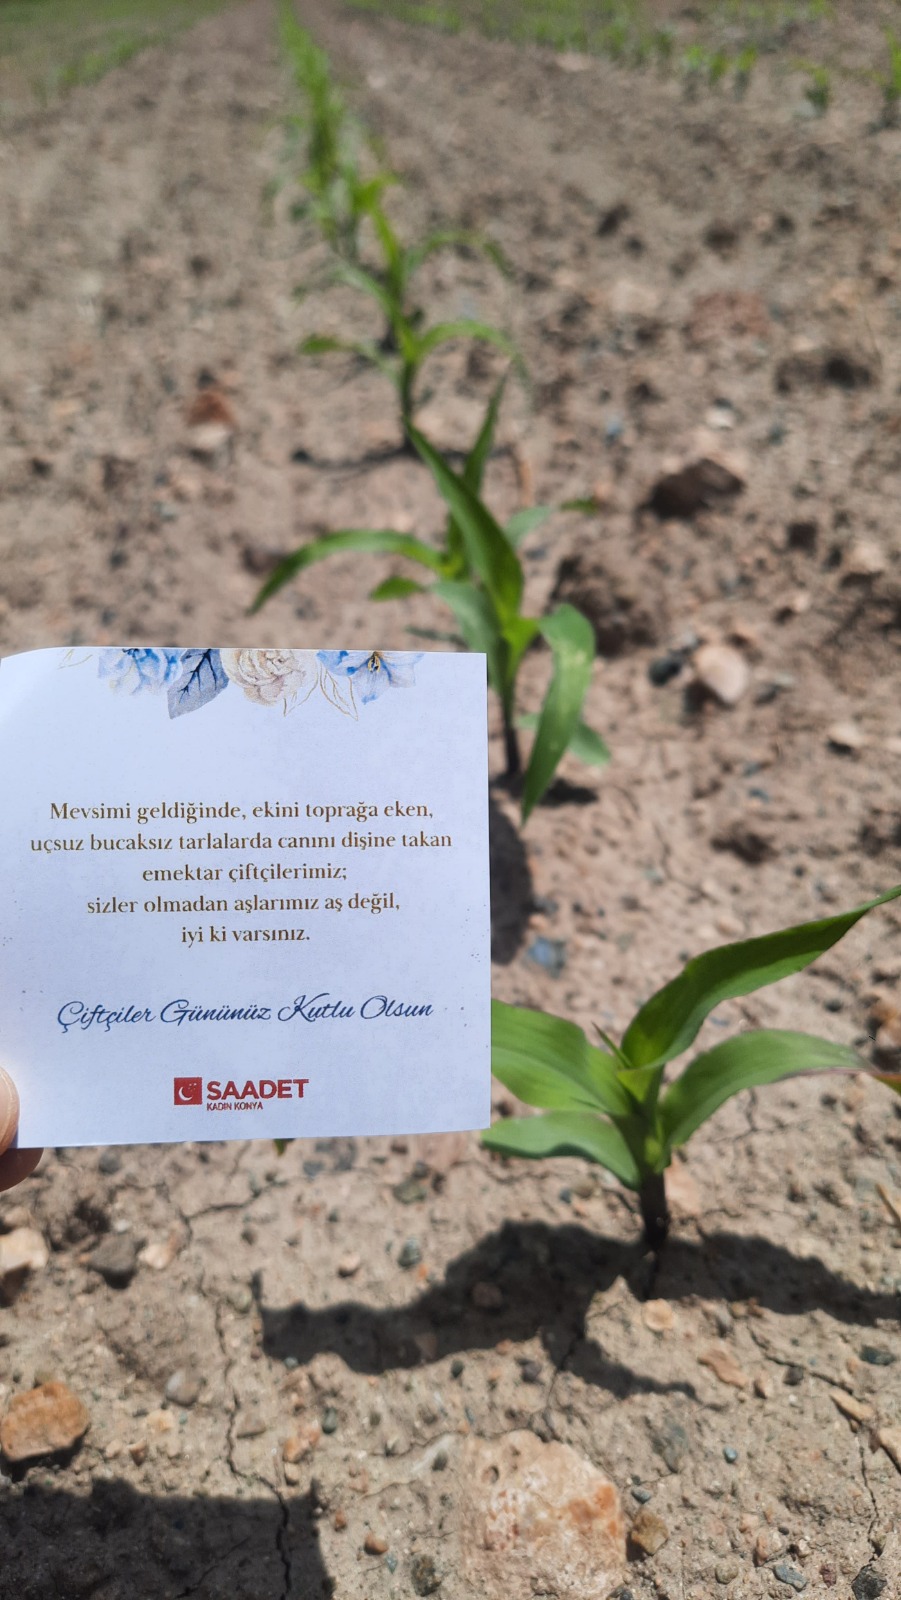 Mevsimi geldiğinde, ekini toprağa eken,
uçsuz bucaksız tarlalarda canını dişine takan
emektar çiftçilerimiz;
sizler olmadan aşlarımız aş değil,
iyi ki varsınız.
Çiftçiler Gününüz Kutlu Olsun
SAADET
KADIN KONYA